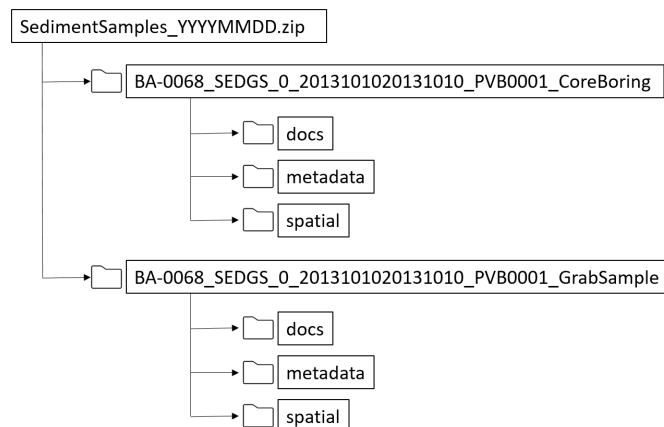 SedimentSamples_YYYYMMDD.zip
BA-0068_SEDGS_0_2013101020131010_PVB0001_CoreBoring
docs
metadata
spatial
BA-0068_SEDGS_0_2013101020131010_PVB0001_GrabSample
docs
metadata
spatial